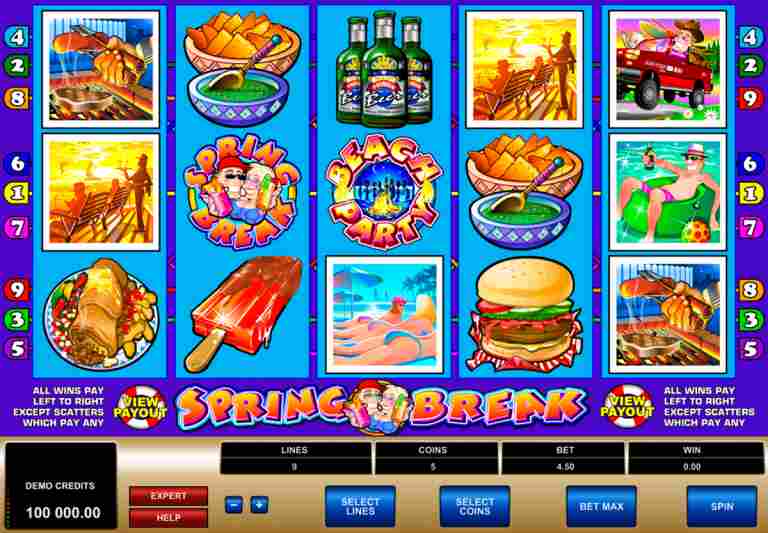 4
2
8
6
1
7
9
3
5
Beer
SPRING
BREAK
BEACH
PARTY
4
2
9
6
1
7
8
3
5
ALL WINS PAY
LEFT TO RIGHT
EXCEPT SCATTERS
WHICH PAY ANY
VIEW
PAYOUT
SPRING BREAK
VIEW
PAYOUT
ALL WINS PAY
LEFT TO RIGHT
EXCEPT SCATTERS
WHICH PAY ANY
LINES
9
COINS
5
BET
4.50
WIN
0.00
DEMO CREDITS
100 000.00
EXPERT
HELP
−
+
SELECT
LINES
SELECT
COINS
BET MAX
SPIN